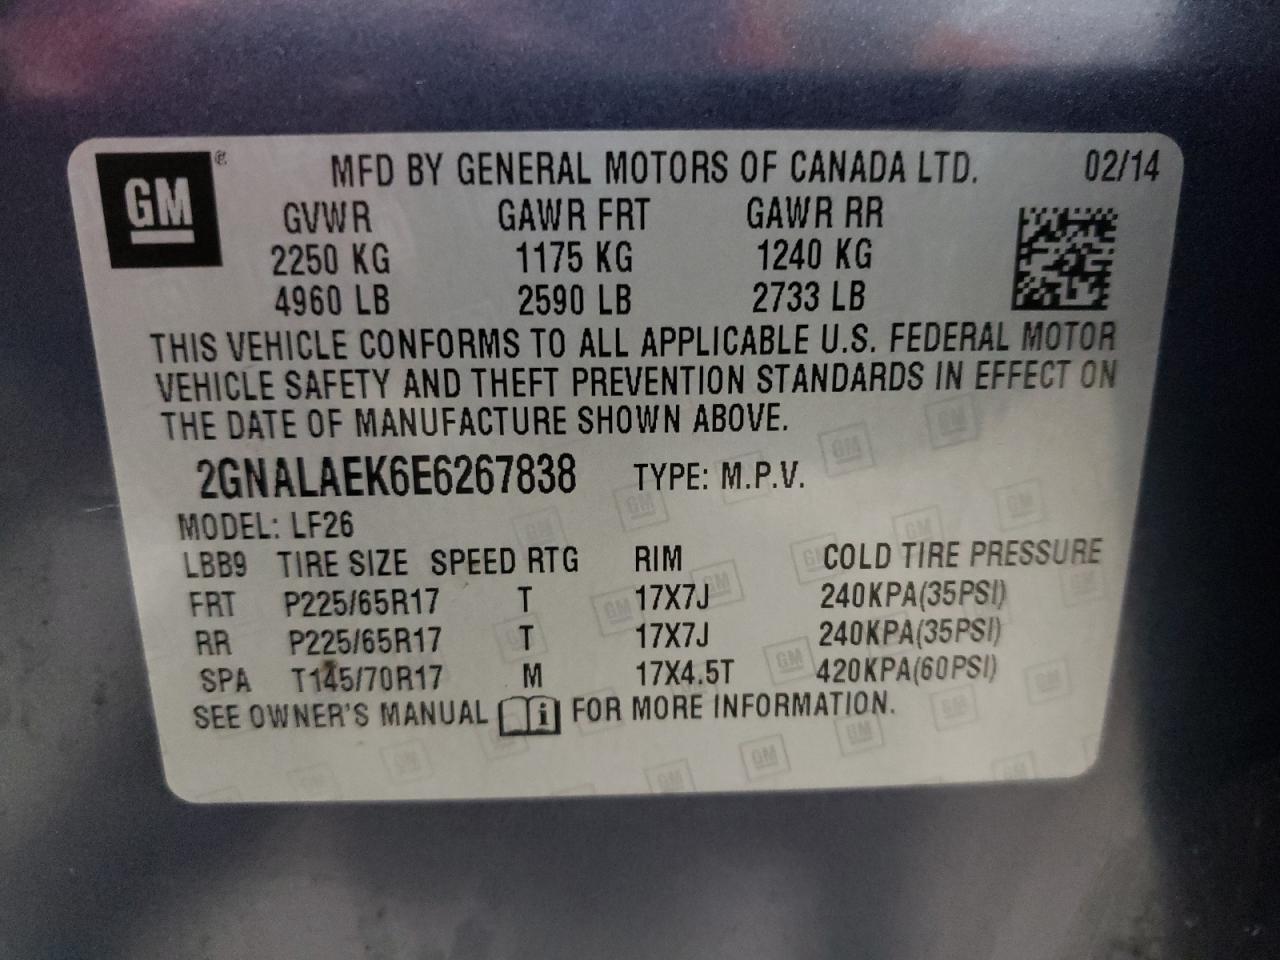 GM ® MFD BY GENERAL MOTORS OF CANADA LTD. 02/14
GVWR GAWR FRT GAWR RR
2250 KG 1175 KG 1240 KG
4960 LB 2590 LB 2733 LB
THIS VEHICLE CONFORMS TO ALL APPLICABLE U.S. FEDERAL MOTOR
VEHICLE SAFETY AND THEFT PREVENTION STANDARDS IN EFFECT ON
THE DATE OF MANUFACTURE SHOWN ABOVE.
2GNALAEK6E6267838 TYPE: M.P.V.
MODEL: LF26
LBB9 TIRE SIZE SPEED RTG RIM COLD TIRE PRESSURE
FRT P225/65R17 T 17X7J 240KPA(35PSI)
RR P225/65R17 T 17X7J 240KPA(35PSI)
SPA T145/70R17 M 17X4.5T 420KPA(60PSI)
SEE OWNER'S MANUAL i FOR MORE INFORMATION.